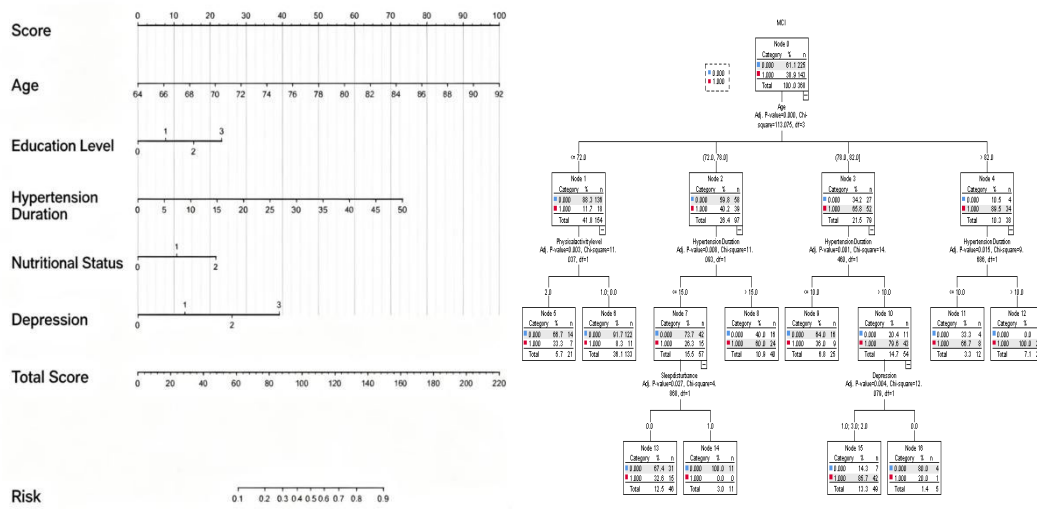 Score
0 10 20 30 40 50 60 70 80 90 100
Age
64 66 68 70 72 74 76 78 80 82 84 86 88 90 92
Education Level
1 3
0 2
Hypertension
Duration
0 5 10 15 20 25 30 35 40 45 50
Nutritional Status
1
0 2
Depression
1 3
0 2
Total Score
0 20 40 60 80 100 120 140 160 180 200 220
Risk
0.1 0.2 0.3 0.4 0.5 0.6 0.7 0.8 0.9
MCI
0.000
1.000
Node 0
Category % n
0.000 61.1 225
1.000 38.9 143
Total 100.0 368
Age
Adj. P-value=0.000, Chi-
square=113.075, df=3
<= 72.0
(72.0, 78.0]
(78.0, 82.0]
> 82.0
Node 1
Category % n
0.000 88.3 136
1.000 11.7 18
Total 41.8 154
Node 2
Category % n
0.000 59.8 58
1.000 40.2 39
Total 26.4 97
Node 3
Category % n
0.000 34.2 27
1.000 65.8 52
Total 21.5 79
Node 4
Category % n
0.000 10.5 4
1.000 89.5 34
Total 10.3 38
Physicalactivitylevel
Adj. P-value=0.003, Chi-square=11.
037, df=1
HypertensionDuration
Adj. P-value=0.008, Chi-square=11.
093, df=1
HypertensionDuration
Adj. P-value=0.001, Chi-square=14.
460, df=1
HypertensionDuration
Adj. P-value=0.015, Chi-square=9.
686, df=1
2.0
1.0; 0.0
<= 15.0
> 15.0
<= 10.0
> 10.0
<= 10.0
> 10.0
Node 5
Category % n
0.000 66.7 14
1.000 33.3 7
Total 5.7 21
Node 6
Category % n
0.000 91.7 122
1.000 8.3 11
Total 36.1 133
Node 7
Category % n
0.000 73.7 42
1.000 26.3 15
Total 15.5 57
Node 8
Category % n
0.000 40.0 16
1.000 60.0 24
Total 10.9 40
Node 9
Category % n
0.000 64.0 16
1.000 36.0 9
Total 6.8 25
Node 10
Category % n
0.000 20.4 11
1.000 79.6 43
Total 14.7 54
Node 11
Category % n
0.000 33.3 4
1.000 66.7 8
Total 3.3 12
Node 12
Category %
0.000 0.0
1.000 100.0
Total 7.1
Sleepdisturbance
Adj. P-value=0.027, Chi-square=4.
868, df=1
Depression
Adj. P-value=0.004, Chi-square=12.
079, df=1
0.0
1.0
1.0; 3.0; 2.0
0.0
Node 13
Category % n
0.000 67.4 31
1.000 32.6 15
Total 12.5 46
Node 14
Category % n
0.000 100.0 11
1.000 0.0 0
Total 3.0 11
Node 15
Category % n
0.000 14.3 7
1.000 85.7 42
Total 13.3 49
Node 16
Category % n
0.000 80.0 4
1.000 20.0 1
Total 1.4 5